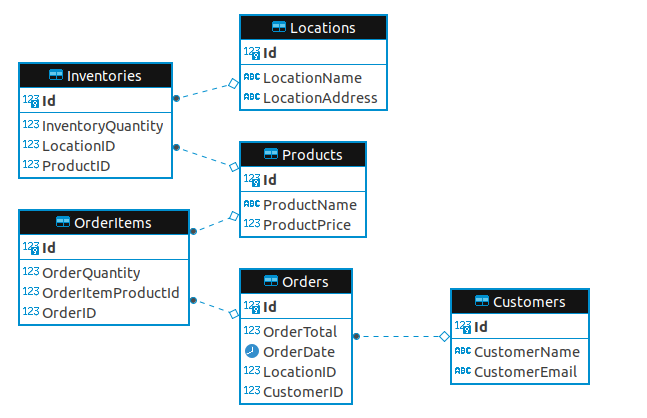 Locations
123 Id
ABC LocationName
ABC LocationAddress
Inventories
123 Id
123 InventoryQuantity
123 LocationID
123 ProductID
Products
123 Id
ABC ProductName
123 ProductPrice
OrderItems
123 Id
123 OrderQuantity
123 OrderItemProductId
123 OrderID
Orders
123 Id
123 OrderTotal
OrderDate
123 LocationID
123 CustomerID
Customers
123 Id
ABC CustomerName
ABC CustomerEmail